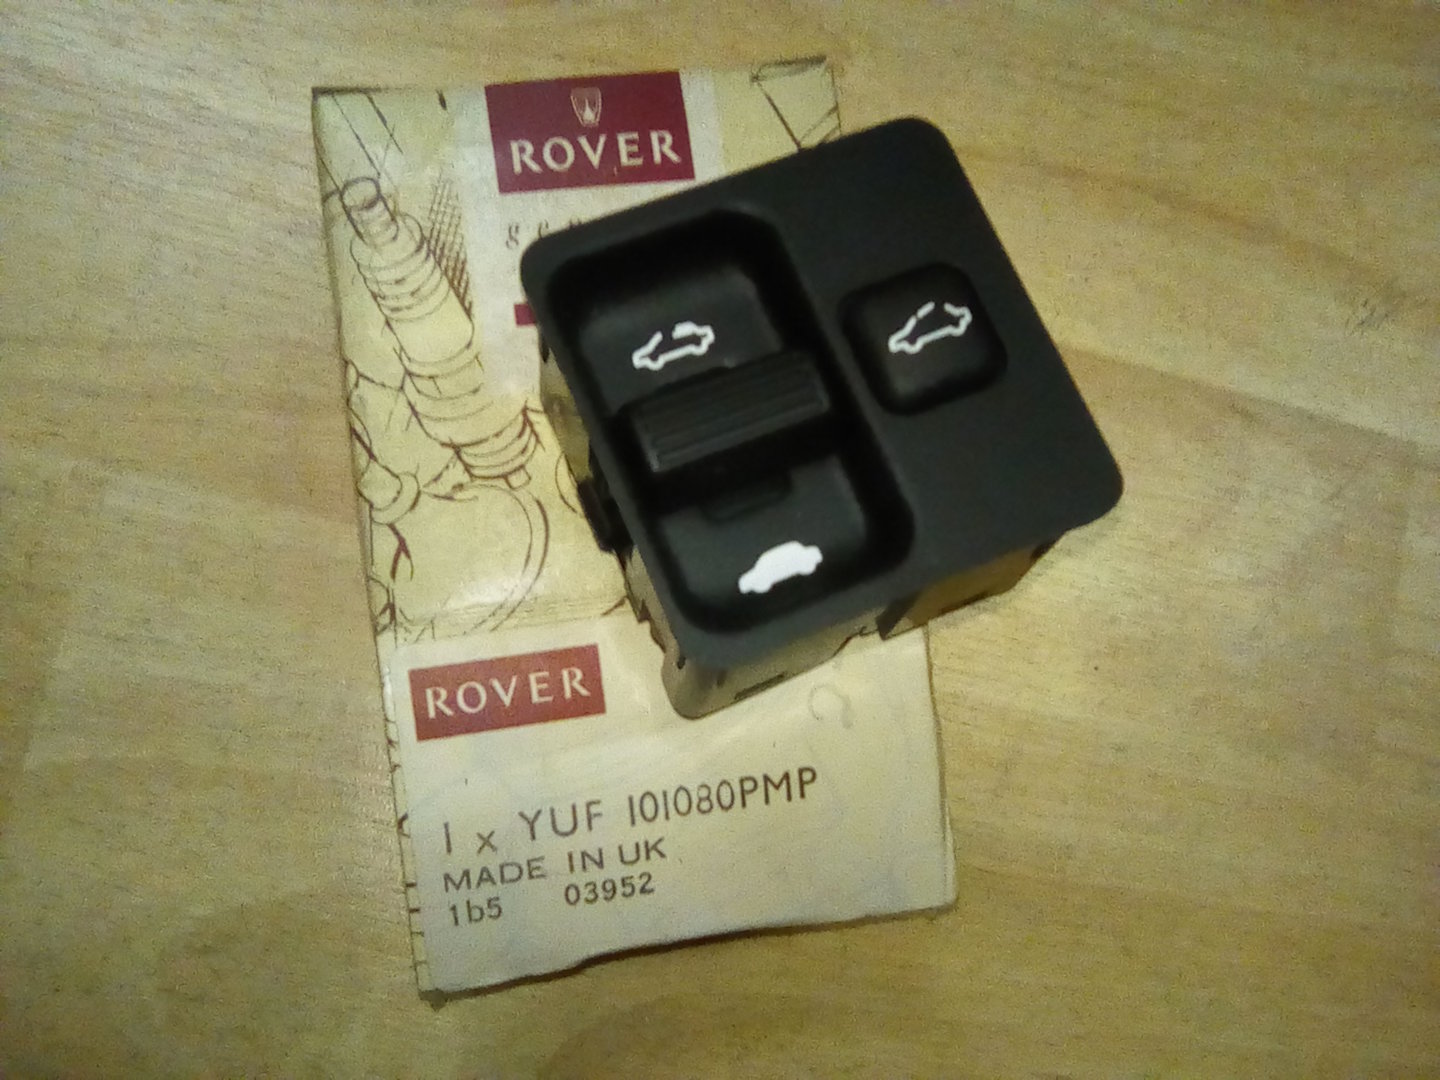 ROVER
ROVER
1 x YUF 101080PMP
MADE IN UK
1b5 03952